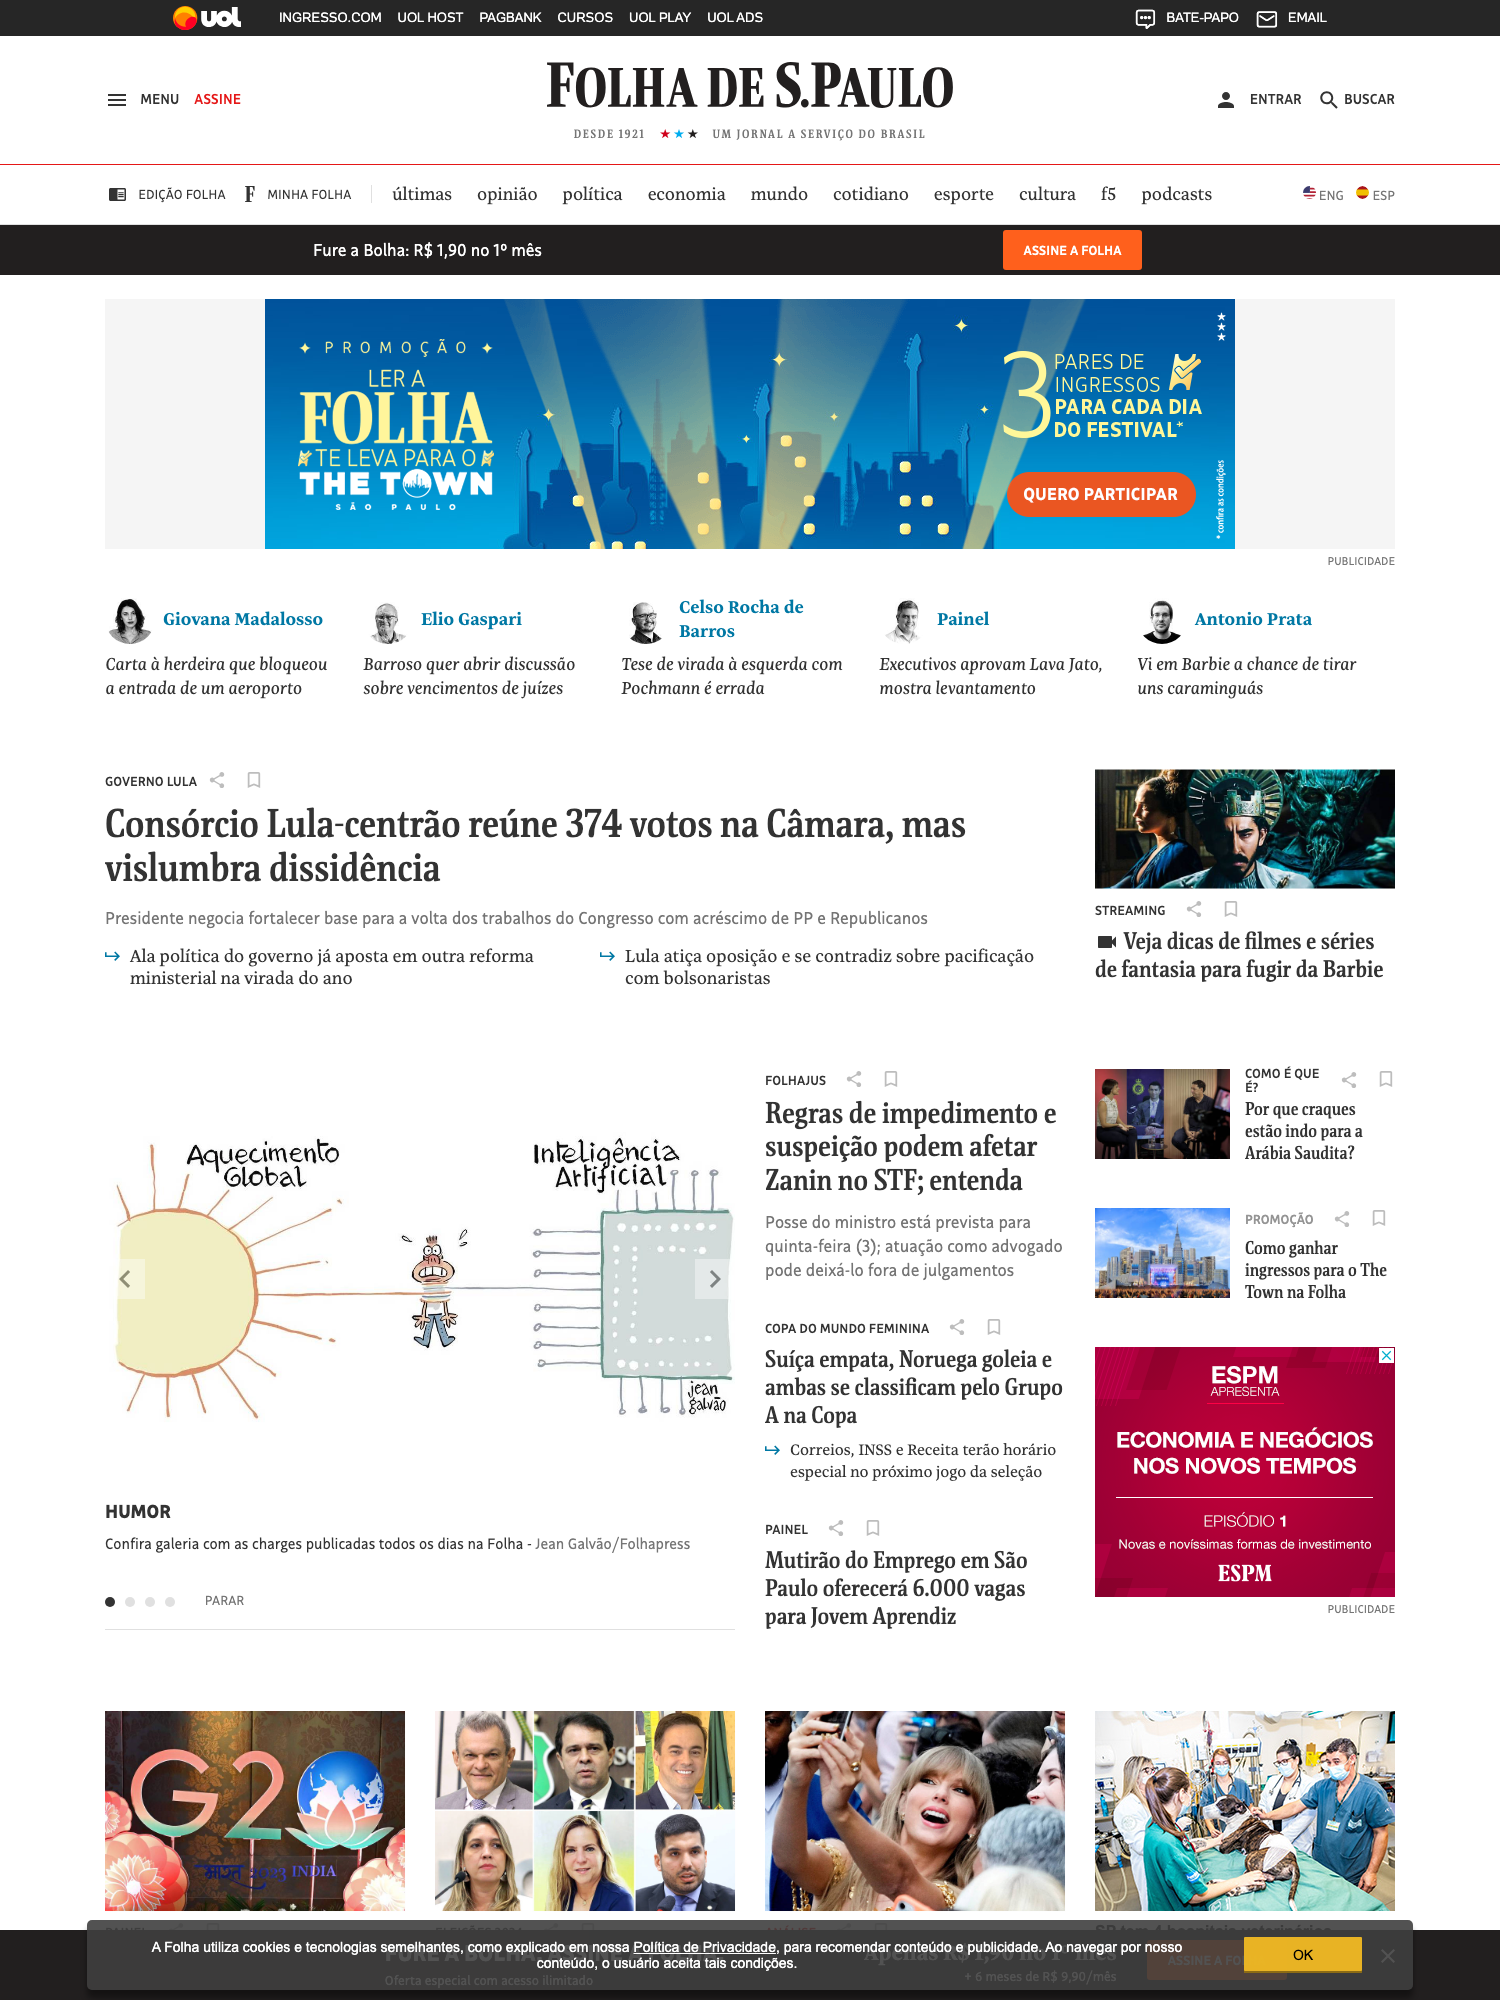 uol
INGRESSO.COM UOL HOST PAGBANK CURSOS UOL PLAY UOL ADS
BATE-PAPO EMAIL
MENU ASSINE
FOLHA DE S.PAULO
ENTRAR BUSCAR
DESDE 1921 ★★★ UM JORNAL A SERVIÇO DO BRASIL
EDIÇÃO FOLHA F MINHA FOLHA
últimas opinião política economia mundo cotidiano esporte cultura f5 podcasts
ENG ESP
Fure a Bolha: R$ 1,90 no 1º mês
ASSINE A FOLHA
PROMOÇÃO
LER A
FOLHA
TE LEVA PARA O
THE TOWN
SÃO PAULO
3 PARES DE
INGRESSOS
PARA CADA DIA
DO FESTIVAL*
QUERO PARTICIPAR
* confira as condições
PUBLICIDADE
Giovana Madalosso
Carta à herdeira que bloqueou
a entrada de um aeroporto
Elio Gaspari
Barroso quer abrir discussão
sobre vencimentos de juízes
Celso Rocha de
Barros
Tese de virada à esquerda com
Pochmann é errada
Painel
Executivos aprovam Lava Jato,
mostra levantamento
Antonio Prata
Vi em Barbie a chance de tirar
uns caraminguás
GOVERNO LULA
Consórcio Lula-centrão reúne 374 votos na Câmara, mas
vislumbra dissidência
Presidente negocia fortalecer base para a volta dos trabalhos do Congresso com acréscimo de PP e Republicanos
Ala política do governo já aposta em outra reforma
ministerial na virada do ano
Lula atiça oposição e se contradiz sobre pacificação
com bolsonaristas
STREAMING
Veja dicas de filmes e séries
de fantasia para fugir da Barbie
Aquecimento
Global
Inteligência
Artificial
jean
galvão
HUMOR
Confira galeria com as charges publicadas todos os dias na Folha - Jean Galvão/Folhapress
PARAR
FOLHAJUS
Regras de impedimento e
suspeição podem afetar
Zanin no STF; entenda
Posse do ministro está prevista para
quinta-feira (3); atuação como advogado
pode deixá-lo fora de julgamentos
COPA DO MUNDO FEMININA
Suíça empata, Noruega goleia e
ambas se classificam pelo Grupo
A na Copa
Correios, INSS e Receita terão horário
especial no próximo jogo da seleção
PAINEL
Mutirão do Emprego em São
Paulo oferecerá 6.000 vagas
para Jovem Aprendiz
COMO É QUE
É?
Por que craques
estão indo para a
Arábia Saudita?
PROMOÇÃO
Como ganhar
ingressos para o The
Town na Folha
ESPM
APRESENTA
ECONOMIA E NEGÓCIOS
NOS NOVOS TEMPOS
EPISÓDIO 1
Novas e novíssimas formas de investimento
ESPM
PUBLICIDADE
G20
भारत 2023 INDIA
A Folha utiliza cookies e tecnologias semelhantes, como explicado em nossa Política de Privacidade, para recomendar conteúdo e publicidade. Ao navegar por nosso
conteúdo, o usuário aceita tais condições.
OK
Oferta especial com acesso ilimitado
Apenas R$ 1,90 no 1º mês
+ 6 meses de R$ 9,90/mês
ASSINE A FO